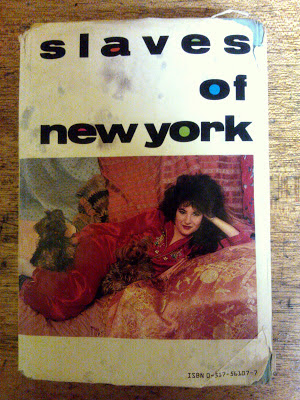 slaves
of
new york
ISBN 0-517-56107-7